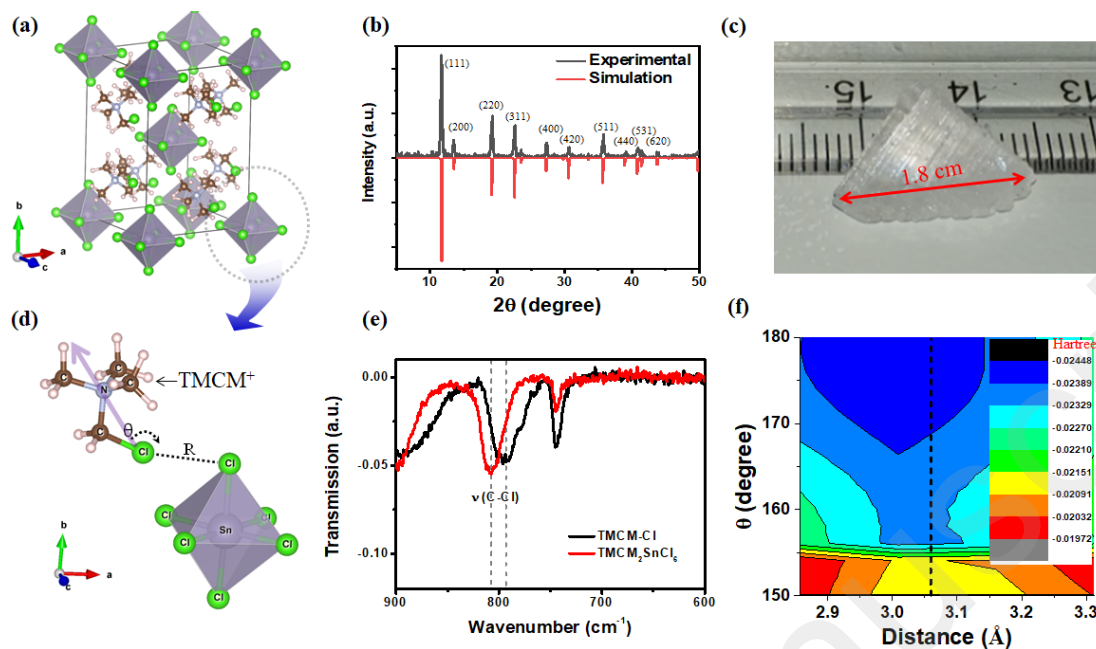 (a)
b
a
c
(b)
Intensity (a.u.)
Experimental
Simulation
(111)
(200)
(220)
(311)
(400)
(420)
(511)
(440)
(531)
(620)
10
20
30
40
50
2θ (degree)
(c)
15
14
13
1.8 cm
(d)
C
N
C
C
C
←TMCM⁺
θ
Cl
R
Cl
Cl
Cl
Sn
Cl
Cl
Cl
b
a
c
(e)
Transmission (a.u.)
0.00
-0.05
-0.10
ν (C-Cl)
TMCM-Cl
TMCM₂SnCl₆
900
800
700
600
Wavenumber (cm⁻¹)
(f)
θ (degree)
180
170
160
150
Hartree
-0.02448
-0.02389
-0.02329
-0.02270
-0.02211
-0.02151
-0.02091
-0.02032
-0.01972
2.9
3.0
3.1
3.2
3.3
Distance (Å)